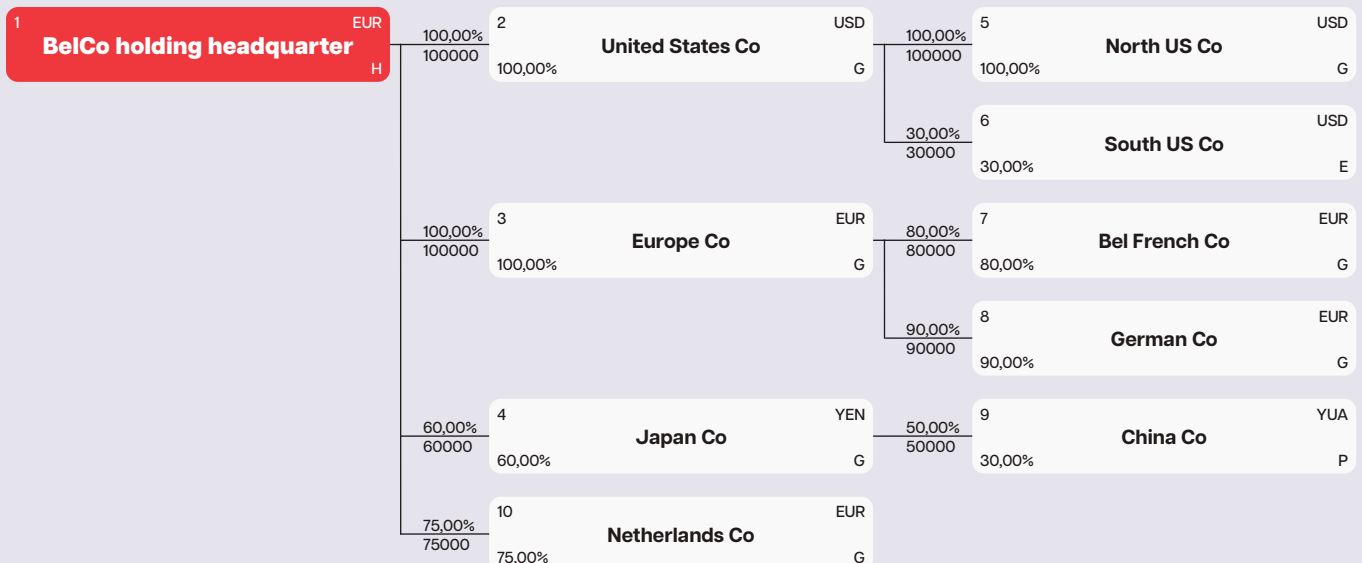 1 EUR
BelCo holding headquarter
H
100,00%
100000
2 USD
United States Co
100,00% G
100,00%
100000
5 USD
North US Co
100,00% G
30,00%
30000
6 USD
South US Co
30,00% E
100,00%
100000
3 EUR
Europe Co
100,00% G
80,00%
80000
7 EUR
Bel French Co
80,00% G
90,00%
90000
8 EUR
German Co
90,00% G
60,00%
60000
4 YEN
Japan Co
60,00% G
50,00%
50000
9 YUA
China Co
30,00% P
75,00%
75000
10 EUR
Netherlands Co
75,00% G